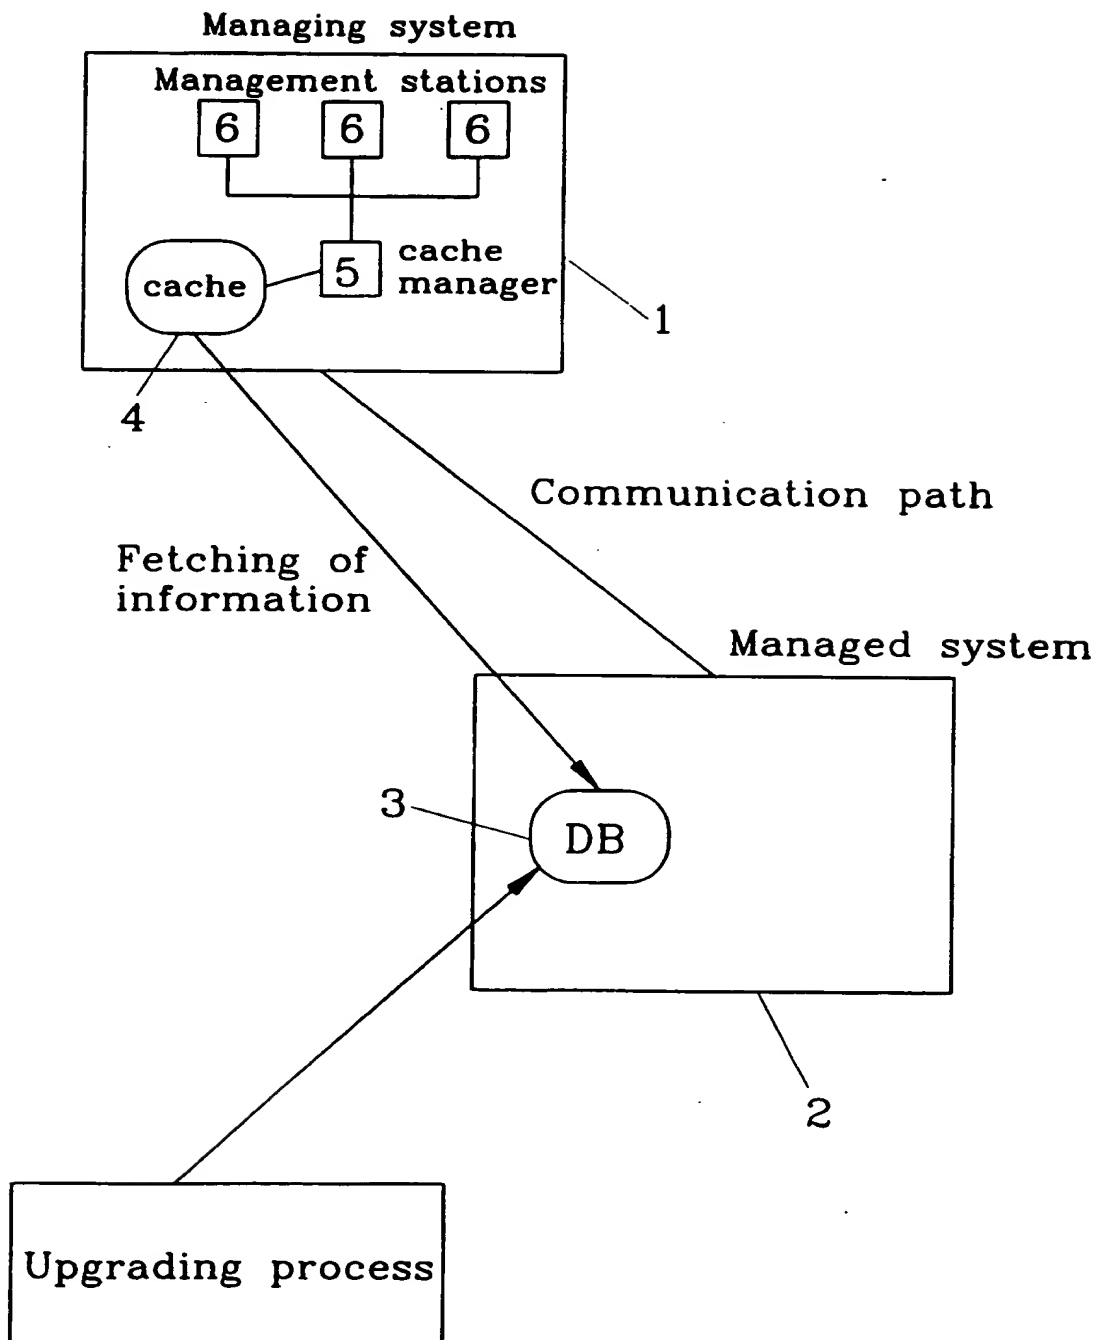 Managing system
Management stations
6 6 6
cache
5
cache
manager
1
4
Communication path
Fetching of
information
Managed system
3
DB
2
Upgrading process